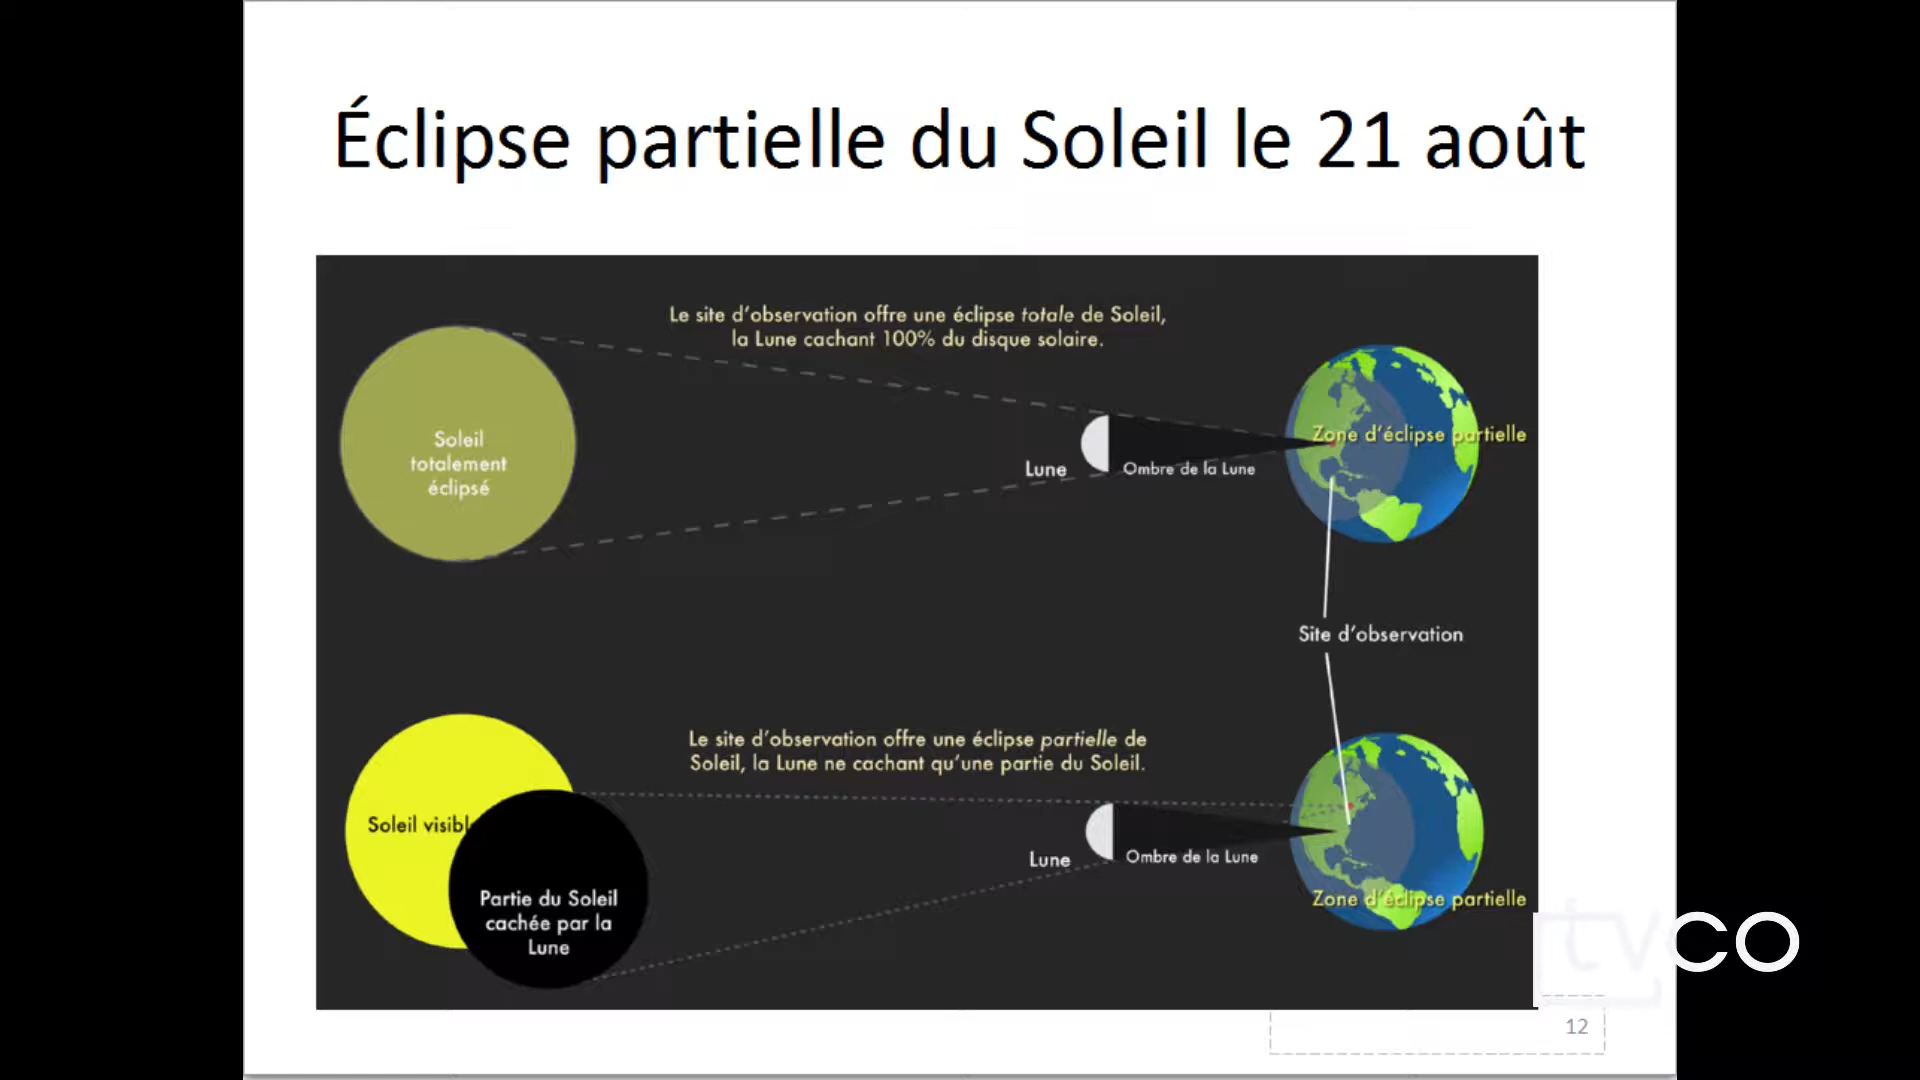 Éclipse partielle du Soleil le 21 août
Le site d'observation offre une éclipse totale de Soleil,
la Lune cachant 100% du disque solaire.
Soleil
totalement
éclipsé
Lune
Ombre de la Lune
Zone d'éclipse partielle
Site d'observation
Le site d'observation offre une éclipse partielle de
Soleil, la Lune ne cachant qu'une partie du Soleil.
Soleil visibl
Partie du Soleil
cachée par la
Lune
Lune
Ombre de la Lune
Zone d'éclipse partielle
tvco
12